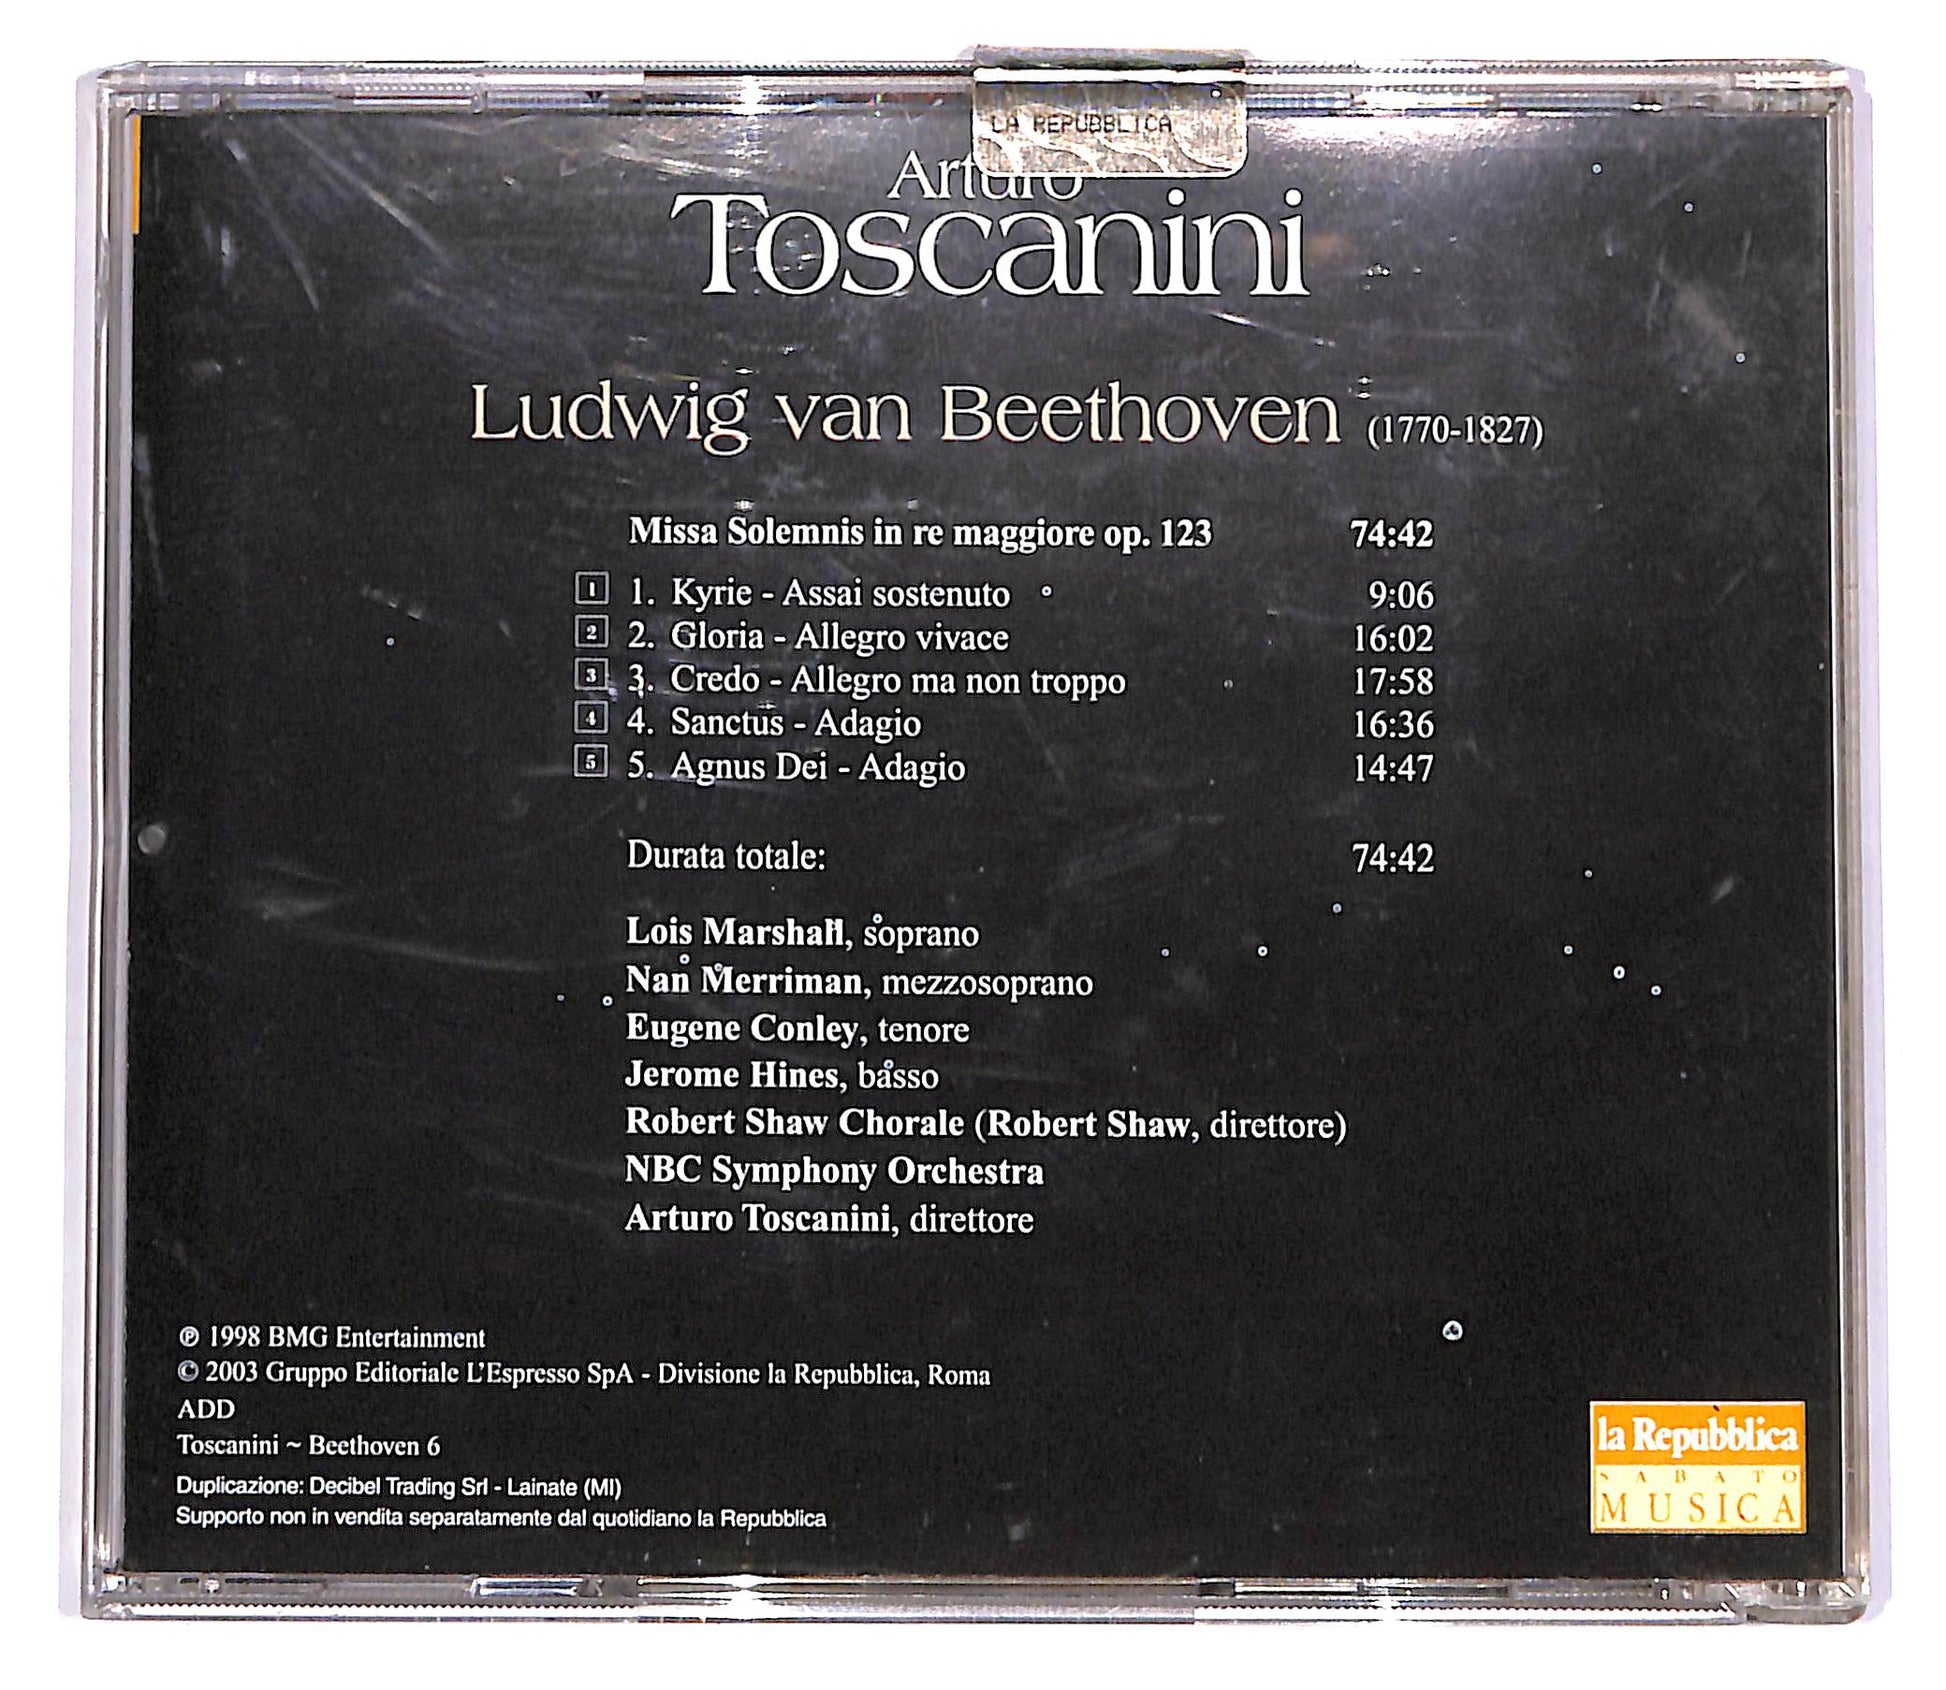 LA REPUBBLICA
Arturo
Toscanini
Ludwig van Beethoven (1770-1827)
Missa Solemnis in re maggiore op. 123 74:42
1 1. Kyrie - Assai sostenuto 9:06
2 2. Gloria - Allegro vivace 16:02
3 3. Credo - Allegro ma non troppo 17:58
4 4. Sanctus - Adagio 16:36
5 5. Agnus Dei - Adagio 14:47
Durata totale: 74:42
Lois Marshall, soprano
Nan Merriman, mezzosoprano
Eugene Conley, tenore
Jerome Hines, basso
Robert Shaw Chorale (Robert Shaw, direttore)
NBC Symphony Orchestra
Arturo Toscanini, direttore
℗ 1998 BMG Entertainment
© 2003 Gruppo Editoriale L'Espresso SpA - Divisione la Repubblica, Roma
ADD
Toscanini ~ Beethoven 6
Duplicazione: Decibel Trading Srl - Lainate (MI)
Supporto non in vendita separatamente dal quotidiano la Repubblica
la Repubblica
SABATO
MUSICA